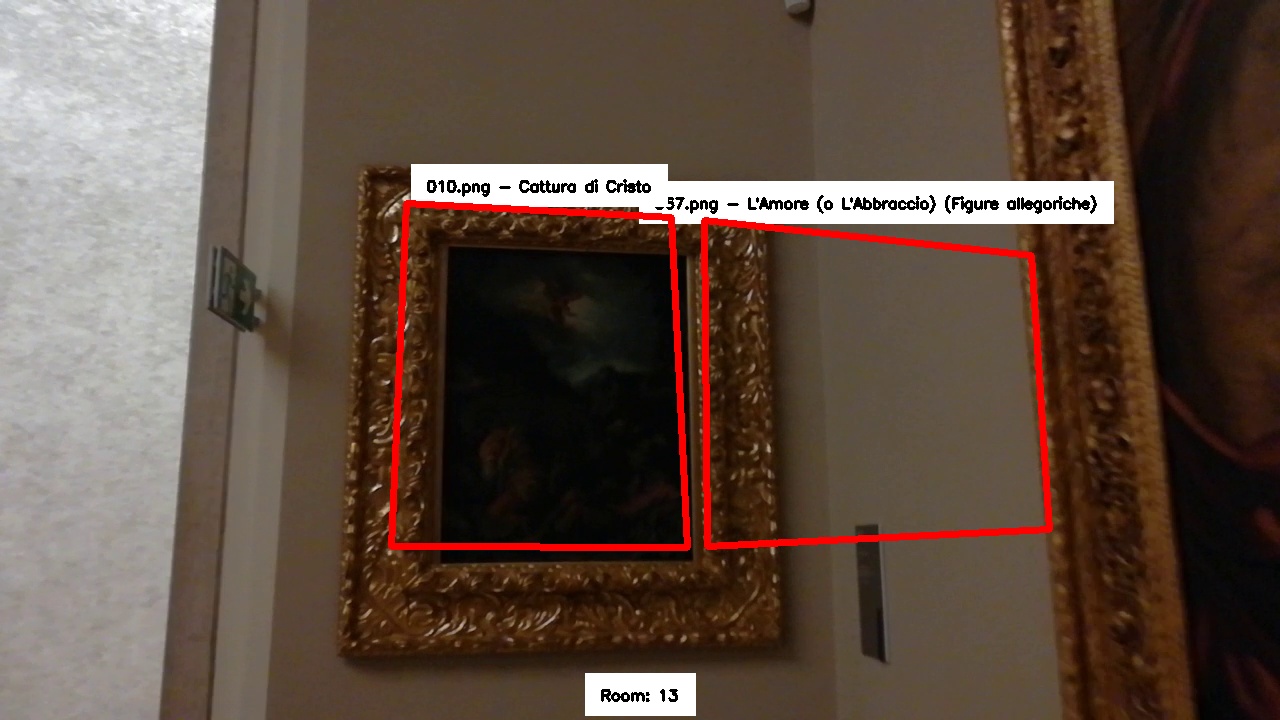 010.png - Cattura di Cristo
57.png - L'Amore (o L'Abbraccio) (Figure allegoriche)
Room: 13